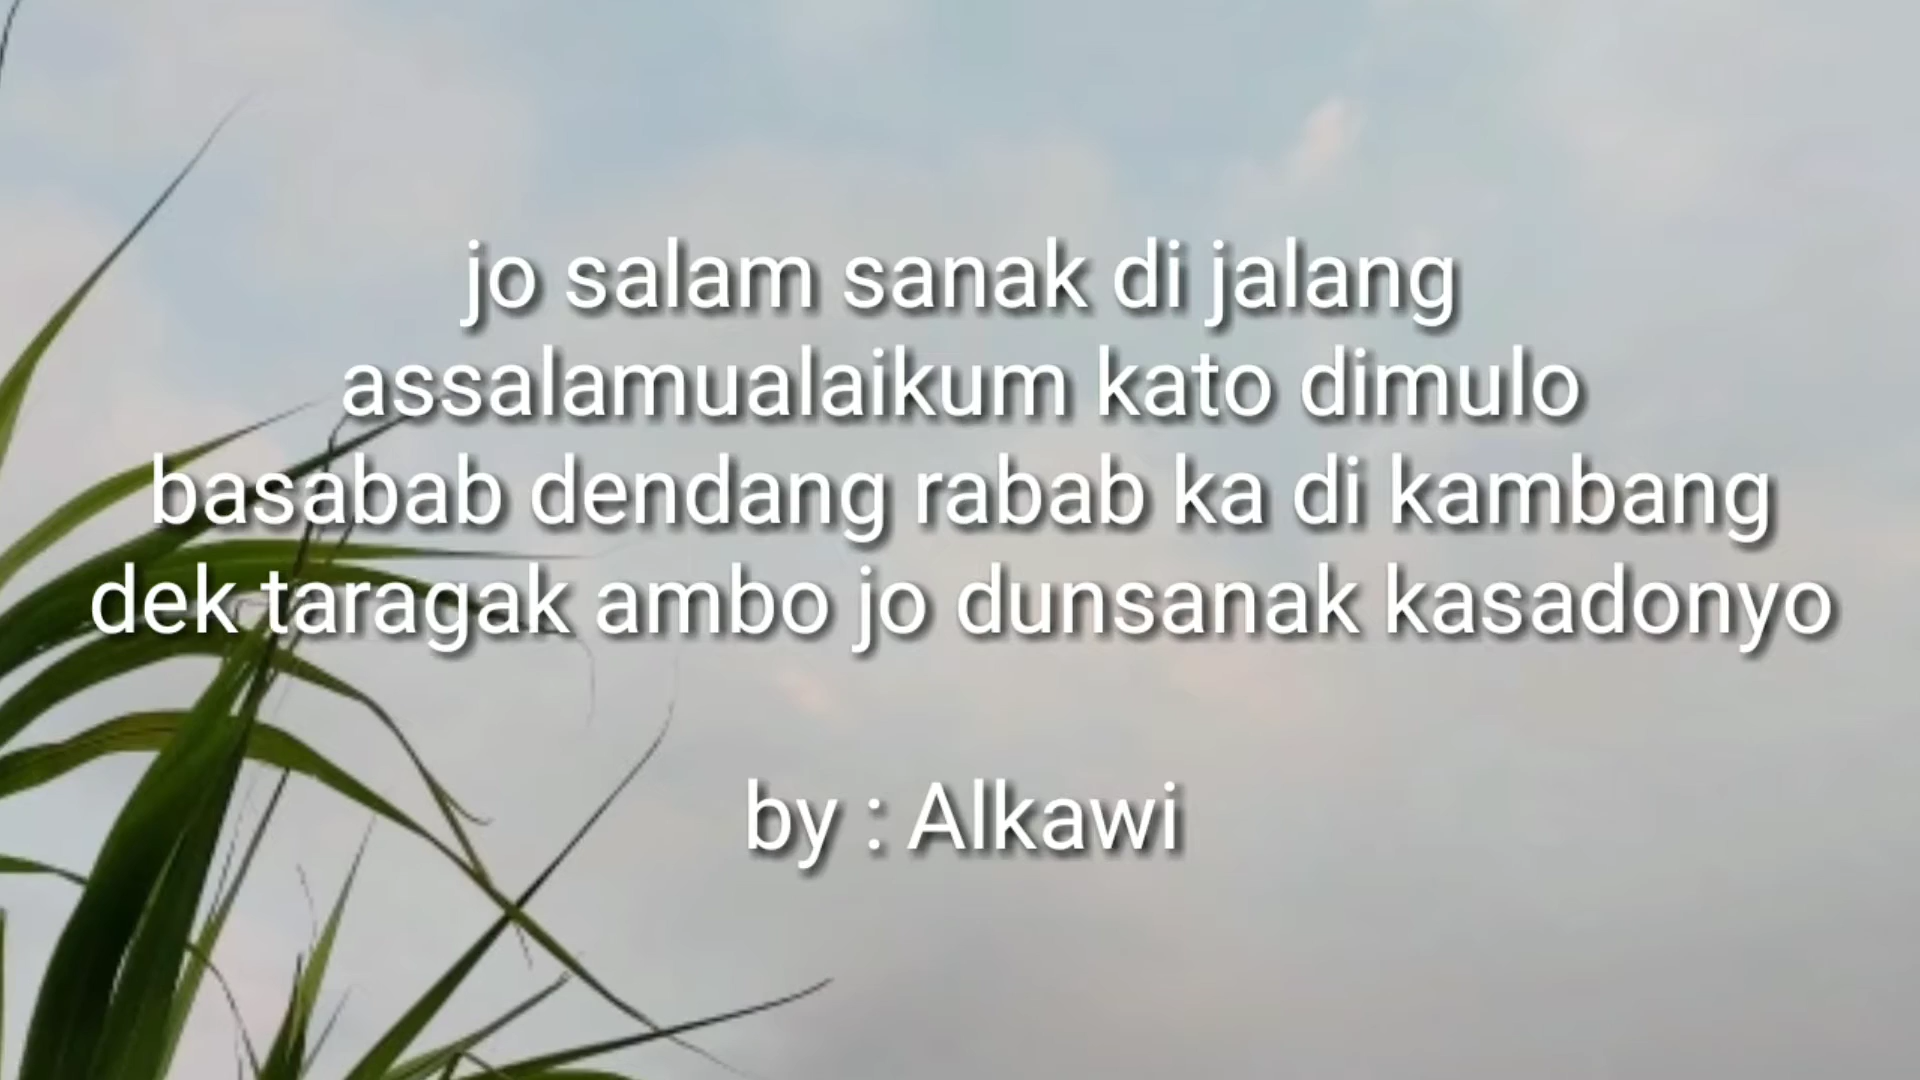 jo salam sanak di jalang
assalamualaikum kato dimulo
basabab dendang rabab ka di kambang
dek taragak ambo jo dunsanak kasadonyo
by : Alkawi